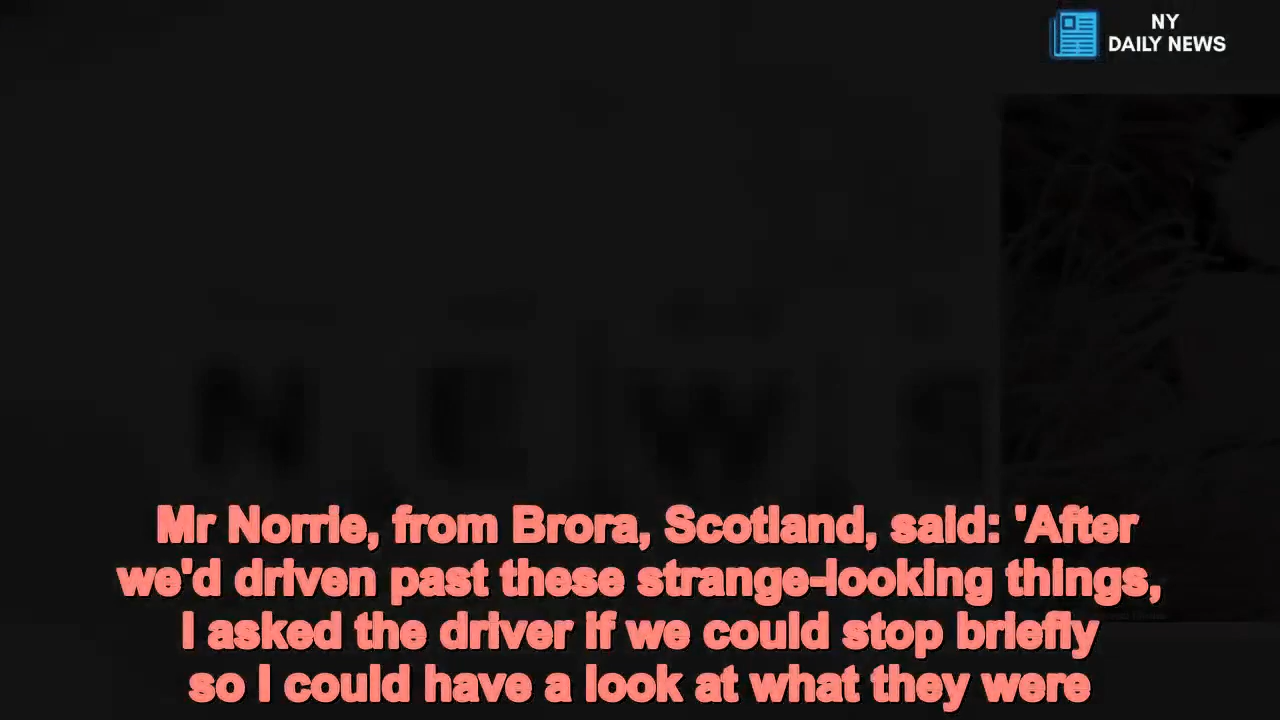 NY
DAILY NEWS
NEWS
Mr Norrie, from Brora, Scotland, said: 'After
we'd driven past these strange-looking things,
I asked the driver if we could stop briefly
so I could have a look at what they were